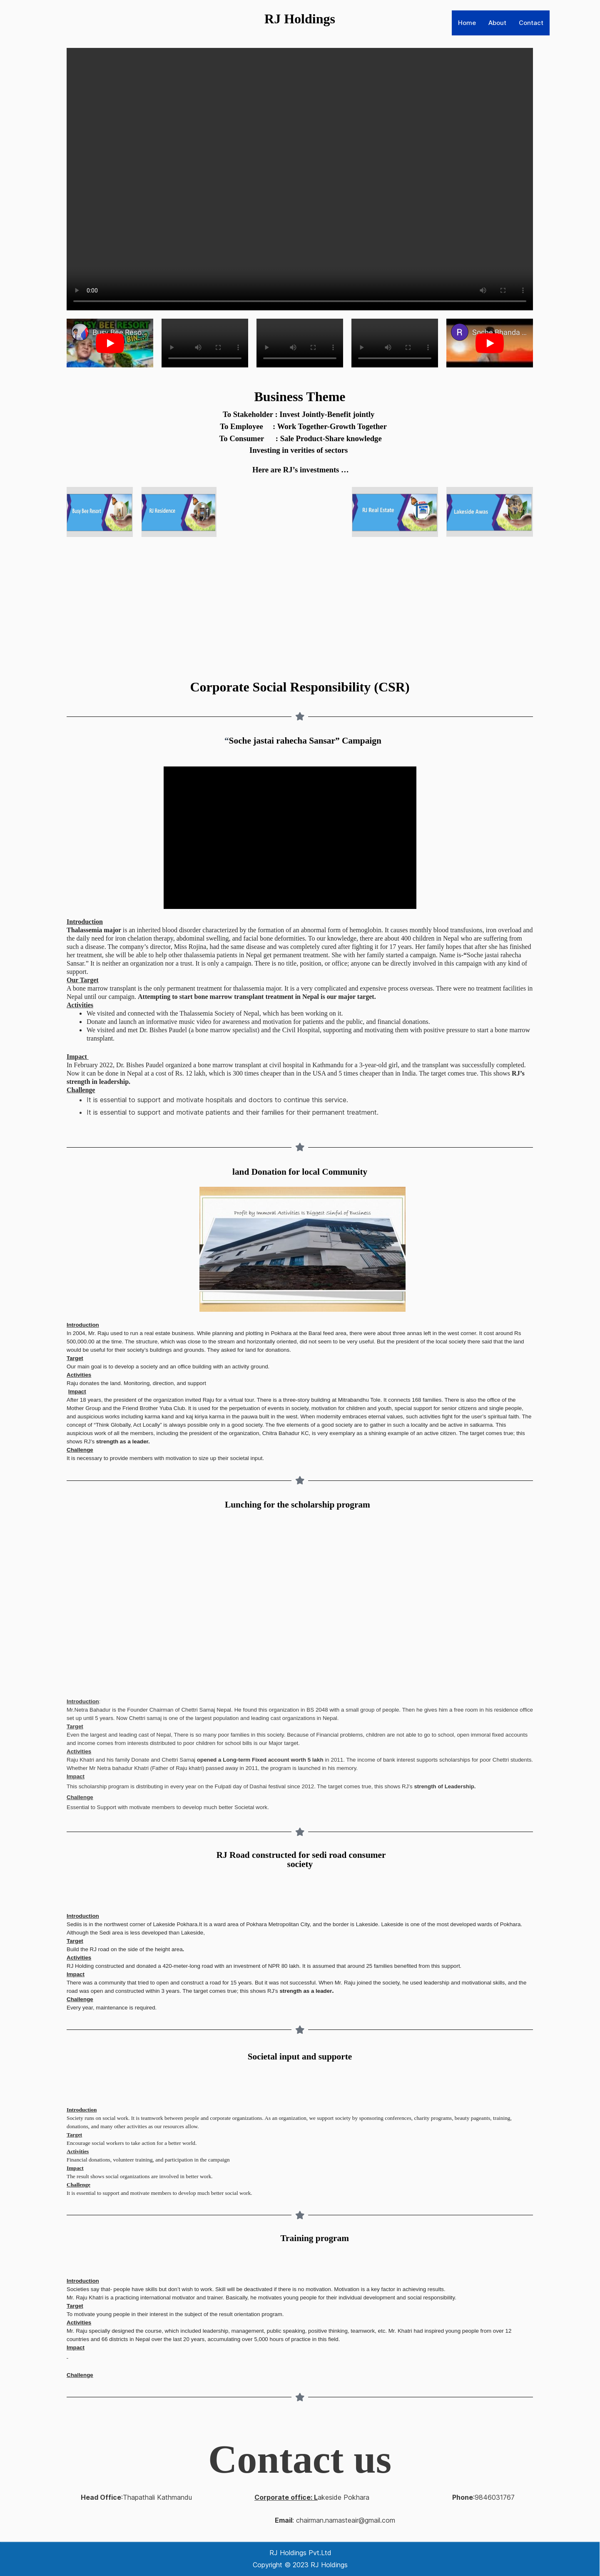 RJ Holdings
Home About Contact
0:00
Busy Bee Reso...
Soche Bhanda ...
Business Theme
To Stakeholder : Invest Jointly-Benefit jointly
To Employee : Work Together-Growth Together
To Consumer : Sale Product-Share knowledge
Investing in verities of sectors
Here are RJ's investments …
Busy Bee Resort
RJ Residence
RJ Real Estate
Lakeside Awas
Corporate Social Responsibility (CSR)
“Soche jastai rahecha Sansar” Campaign
Introduction
Thalassemia major is an inherited blood disorder characterized by the formation of an abnormal form of hemoglobin. It causes monthly blood transfusions, iron overload and
the daily need for iron chelation therapy, abdominal swelling, and facial bone deformities. To our knowledge, there are about 400 children in Nepal who are suffering from
such a disease. The company's director, Miss Rojina, had the same disease and was completely cured after fighting it for 17 years. Her family hopes that after she has finished
her treatment, she will be able to help other thalassemia patients in Nepal get permanent treatment. She with her family started a campaign. Name is-“Soche jastai rahecha
Sansar.” It is neither an organization nor a trust. It is only a campaign. There is no title, position, or office; anyone can be directly involved in this campaign with any kind of
support.
Our Target
A bone marrow transplant is the only permanent treatment for thalassemia major. It is a very complicated and expensive process overseas. There were no treatment facilities in
Nepal until our campaign. Attempting to start bone marrow transplant treatment in Nepal is our major target.
Activities
• We visited and connected with the Thalassemia Society of Nepal, which has been working on it.
• Donate and launch an informative music video for awareness and motivation for patients and the public, and financial donations.
• We visited and met Dr. Bishes Paudel (a bone marrow specialist) and the Civil Hospital, supporting and motivating them with positive pressure to start a bone marrow
transplant.
Impact
In February 2022, Dr. Bishes Paudel organized a bone marrow transplant at civil hospital in Kathmandu for a 3-year-old girl, and the transplant was successfully completed.
Now it can be done in Nepal at a cost of Rs. 12 lakh, which is 300 times cheaper than in the USA and 5 times cheaper than in India. The target comes true. This shows RJ's
strength in leadership.
Challenge
• It is essential to support and motivate hospitals and doctors to continue this service.
• It is essential to support and motivate patients and their families for their permanent treatment.
land Donation for local Community
Profit by Immoral Activities Is Biggest Sinful of Business
Introduction
In 2004, Mr. Raju used to run a real estate business. While planning and plotting in Pokhara at the Baral feed area, there were about three annas left in the west corner. It cost around Rs
500,000.00 at the time. The structure, which was close to the stream and horizontally oriented, did not seem to be very useful. But the president of the local society there said that the land
would be useful for their society's buildings and grounds. They asked for land for donations.
Target
Our main goal is to develop a society and an office building with an activity ground.
Activities
Raju donates the land. Monitoring, direction, and support
Impact
After 18 years, the president of the organization invited Raju for a virtual tour. There is a three-story building at Mitrabandhu Tole. It connects 168 families. There is also the office of the
Mother Group and the Friend Brother Yuba Club. It is used for the perpetuation of events in society, motivation for children and youth, special support for senior citizens and single people,
and auspicious works including karma kand and kaj kiriya karma in the paawa built in the west. When modernity embraces eternal values, such activities fight for the user's spiritual faith. The
concept of "Think Globally, Act Locally" is always possible only in a good society. The five elements of a good society are to gather in such a locality and be active in satkarma. This
auspicious work of all the members, including the president of the organization, Chitra Bahadur KC, is very exemplary as a shining example of an active citizen. The target comes true; this
shows RJ's strength as a leader.
Challenge
It is necessary to provide members with motivation to size up their societal input.
Lunching for the scholarship program
Introduction:
Mr.Netra Bahadur is the Founder Chairman of Chettri Samaj Nepal. He found this organization in BS 2048 with a small group of people. Then he gives him a free room in his residence office
set up until 5 years. Now Chettri samaj is one of the largest population and leading cast organizations in Nepal.
Target
Even the largest and leading cast of Nepal, There is so many poor families in this society. Because of Financial problems, children are not able to go to school, open immoral fixed accounts
and income comes from interests distributed to poor children for school bills is our Major target.
Activities
Raju Khatri and his family Donate and Chettri Samaj opened a Long-term Fixed account worth 5 lakh in 2011. The income of bank interest supports scholarships for poor Chettri students.
Whether Mr Netra bahadur Khatri (Father of Raju khatri) passed away in 2011, the program is launched in his memory.
Impact
This scholarship program is distributing in every year on the Fulpati day of Dashai festival since 2012. The target comes true, this shows RJ's strength of Leadership.
Challenge
Essential to Support with motivate members to develop much better Societal work.
RJ Road constructed for sedi road consumer
society
Introduction
Sediis is in the northwest corner of Lakeside Pokhara.It is a ward area of Pokhara Metropolitan City, and the border is Lakeside. Lakeside is one of the most developed wards of Pokhara.
Although the Sedi area is less developed than Lakeside,
Target
Build the RJ road on the side of the height area.
Activities
RJ Holding constructed and donated a 420-meter-long road with an investment of NPR 80 lakh. It is assumed that around 25 families benefited from this support.
Impact
There was a community that tried to open and construct a road for 15 years. But it was not successful. When Mr. Raju joined the society, he used leadership and motivational skills, and the
road was open and constructed within 3 years. The target comes true; this shows RJ's strength as a leader.
Challenge
Every year, maintenance is required.
Societal input and supporte
Introduction
Society runs on social work. It is teamwork between people and corporate organizations. As an organization, we support society by sponsoring conferences, charity programs, beauty pageants, training,
donations, and many other activities as our resources allow.
Target
Encourage social workers to take action for a better world.
Activities
Financial donations, volunteer training, and participation in the campaign
Impact
The result shows social organizations are involved in better work.
Challenge
It is essential to support and motivate members to develop much better social work.
Training program
Introduction
Societies say that- people have skills but don't wish to work. Skill will be deactivated if there is no motivation. Motivation is a key factor in achieving results.
Mr. Raju Khatri is a practicing international motivator and trainer. Basically, he motivates young people for their individual development and social responsibility.
Target
To motivate young people in their interest in the subject of the result orientation program.
Activities
Mr. Raju specially designed the course, which included leadership, management, public speaking, positive thinking, teamwork, etc. Mr. Khatri had inspired young people from over 12
countries and 66 districts in Nepal over the last 20 years, accumulating over 5,000 hours of practice in this field.
Impact
-
Challenge
Contact us
Head Office:Thapathali Kathmandu
Corporate office: Lakeside Pokhara
Phone:9846031767
Email: chairman.namasteair@gmail.com
RJ Holdings Pvt.Ltd
Copyright © 2023 RJ Holdings